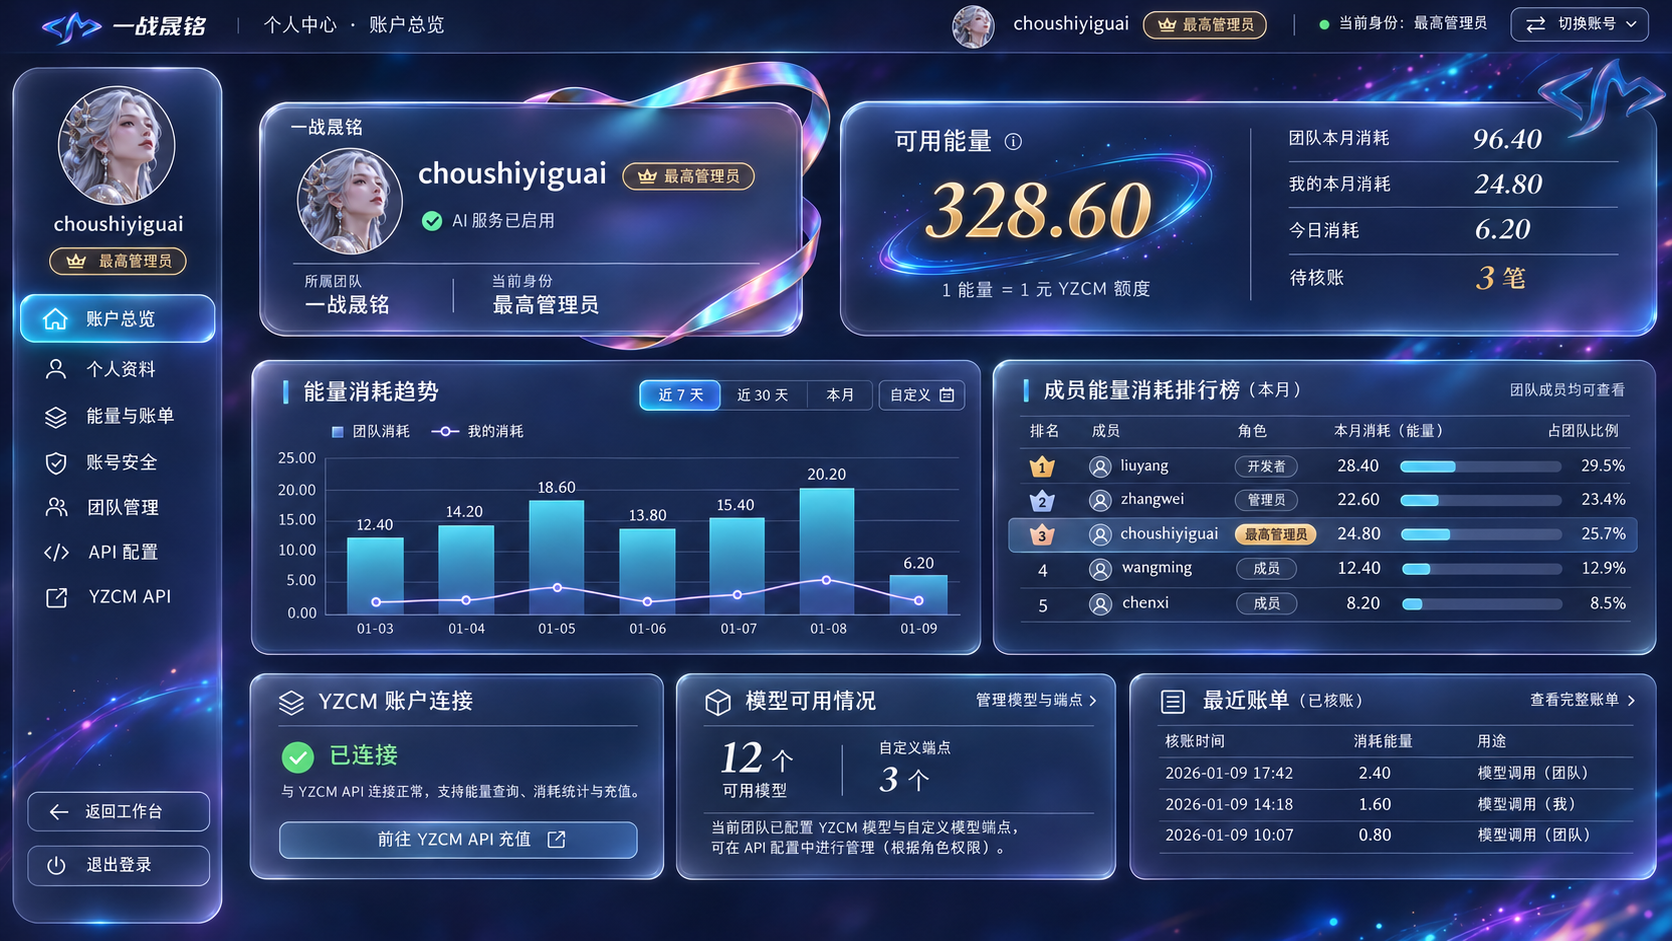 一战晟铭
个人中心 · 账户总览
choushiyiguai
最高管理员
当前身份：最高管理员
切换账号
choushiyiguai
最高管理员
账户总览
个人资料
能量与账单
账号安全
团队管理
API 配置
YZCM API
返回工作台
退出登录
一战晟铭
choushiyiguai
最高管理员
AI 服务已启用
所属团队
一战晟铭
当前身份
最高管理员
可用能量
328.60
1 能量 = 1 元 YZCM 额度
团队本月消耗 96.40
我的本月消耗 24.80
今日消耗 6.20
待核账 3 笔
能量消耗趋势
近 7 天
近 30 天
本月
自定义
团队消耗
我的消耗
25.00
20.00
15.00
10.00
5.00
0.00
12.40
14.20
18.60
13.80
15.40
20.20
6.20
01-03
01-04
01-05
01-06
01-07
01-08
01-09
成员能量消耗排行榜（本月）
团队成员均可查看
排名 成员 角色 本月消耗（能量） 占团队比例
1 liuyang 开发者 28.40 29.5%
2 zhangwei 管理员 22.60 23.4%
3 choushiyiguai 最高管理员 24.80 25.7%
4 wangming 成员 12.40 12.9%
5 chenxi 成员 8.20 8.5%
YZCM 账户连接
已连接
与 YZCM API 连接正常，支持能量查询、消耗统计与充值。
前往 YZCM API 充值
模型可用情况
管理模型与端点
12 个
可用模型
自定义端点
3 个
当前团队已配置 YZCM 模型与自定义模型端点，
可在 API 配置中进行管理（根据角色权限）。
最近账单（已核账）
查看完整账单
核账时间 消耗能量 用途
2026-01-09 17:42 2.40 模型调用（团队）
2026-01-09 14:18 1.60 模型调用（我）
2026-01-09 10:07 0.80 模型调用（团队）